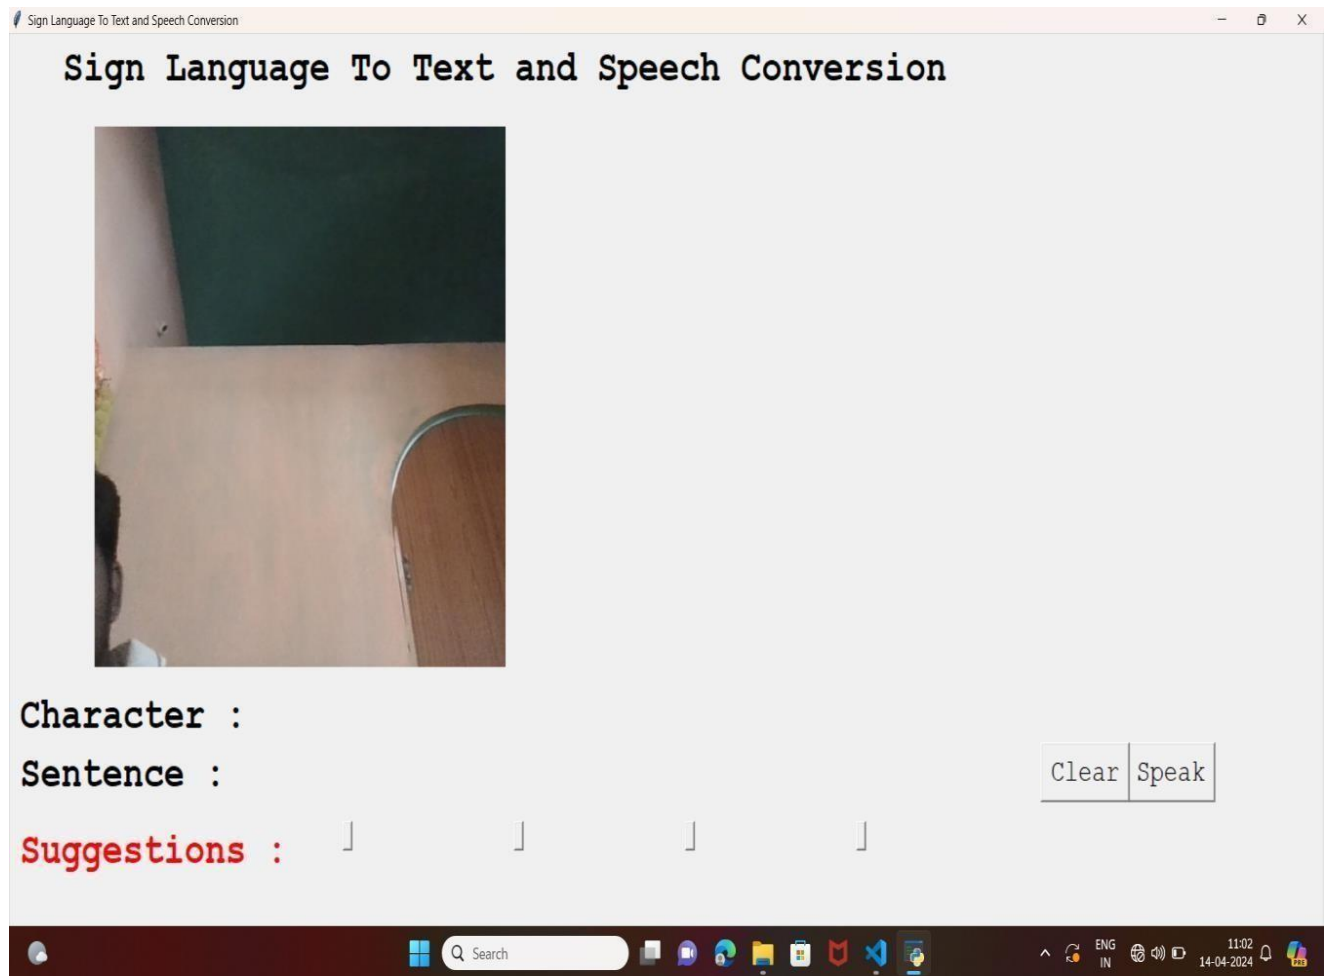 Sign Language To Text and Speech Conversion
Sign Language To Text and Speech Conversion
Character :
Sentence :
Clear Speak
Suggestions :
Search
ENG
IN
11:02
14-04-2024
PRE